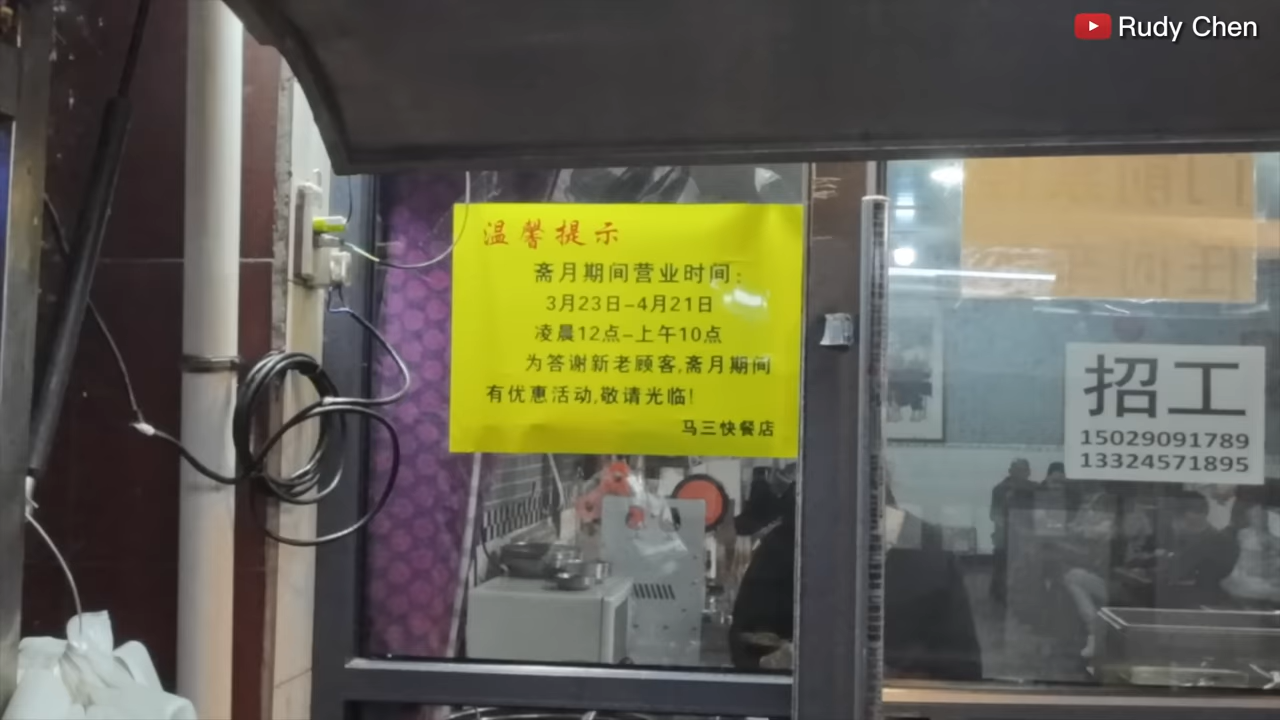 Rudy Chen
温馨提示
斋月期间营业时间:
3月23日-4月21日
凌晨12点-上午10点
为答谢新老顾客,斋月期间
有优惠活动,敬请光临!
马三快餐店
招工
15029091789
13324571895